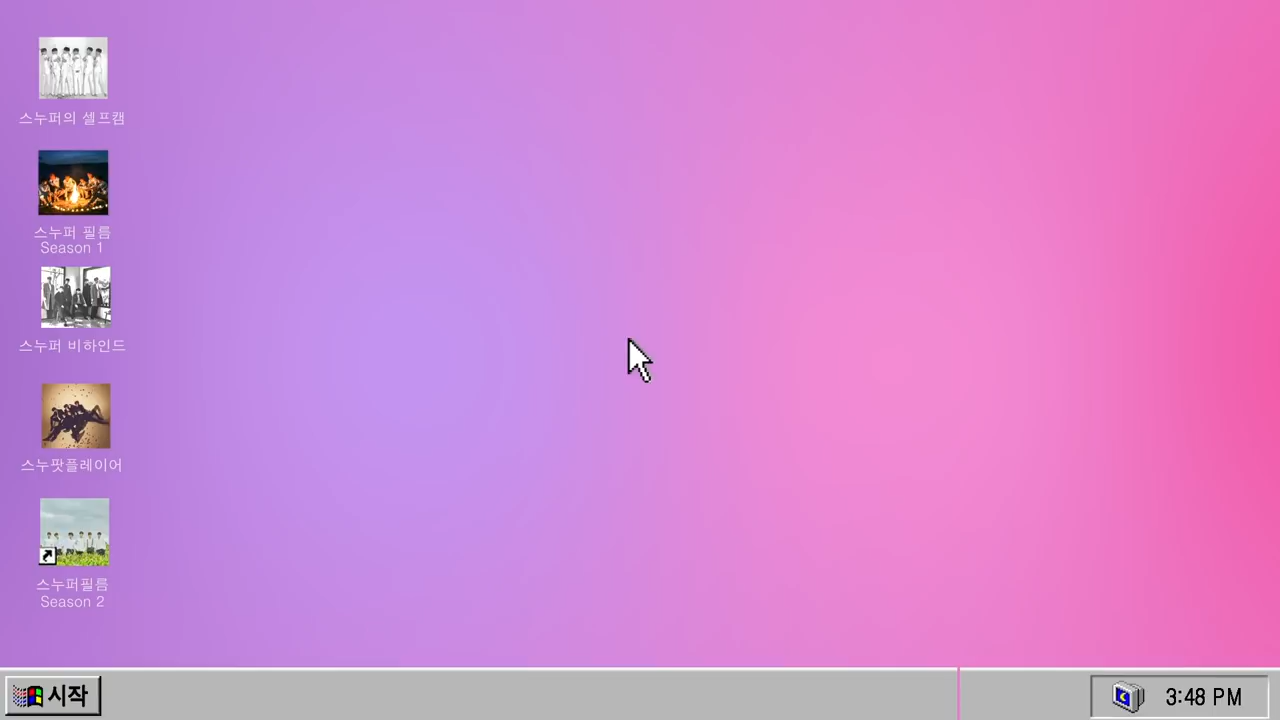 스누퍼의 셀프캠
스누퍼 필름
Season 1
스누퍼 비하인드
스누팟플레이어
스누퍼필름
Season 2
시작
3:48 PM